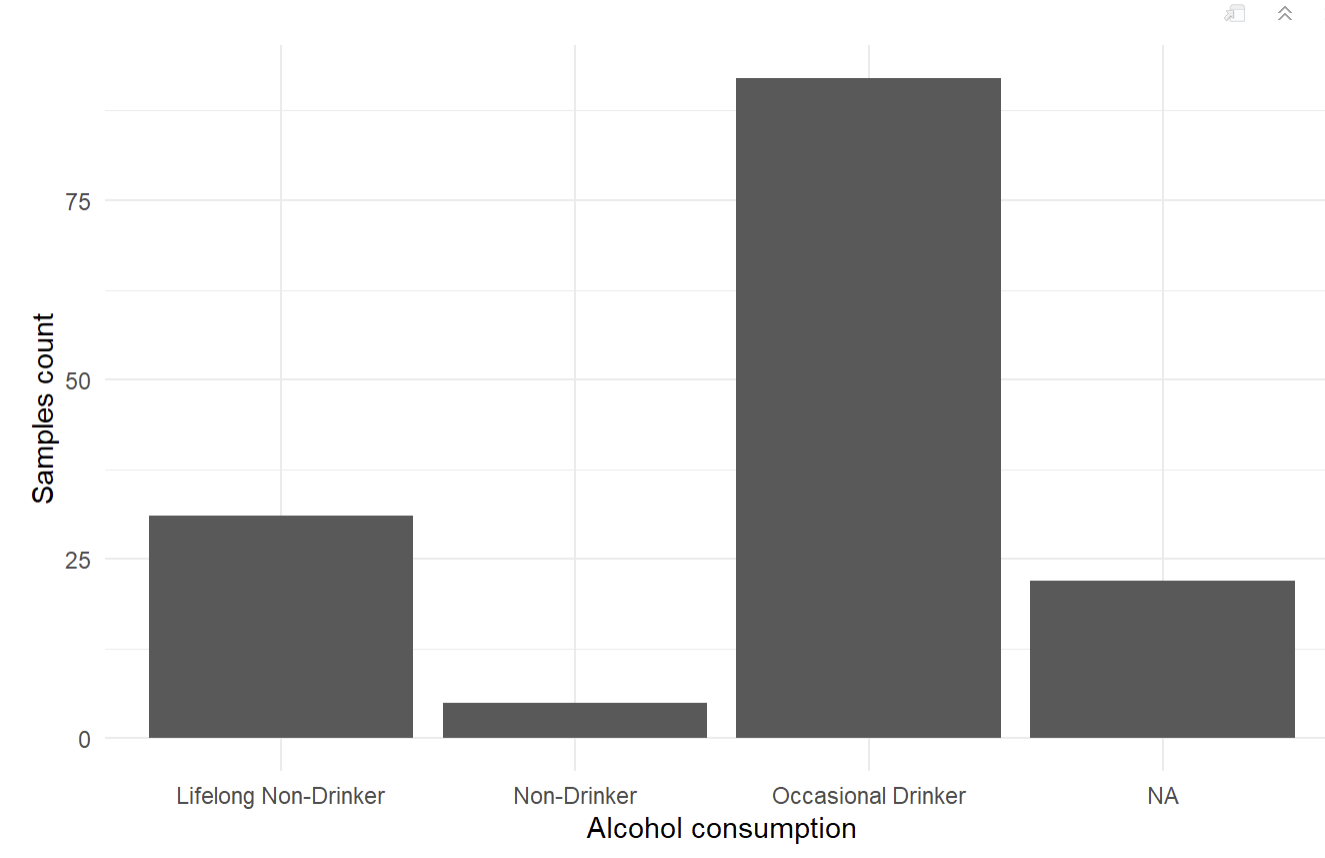 75
50
25
0
Samples count
Lifelong Non-Drinker
Non-Drinker
Occasional Drinker
NA
Alcohol consumption